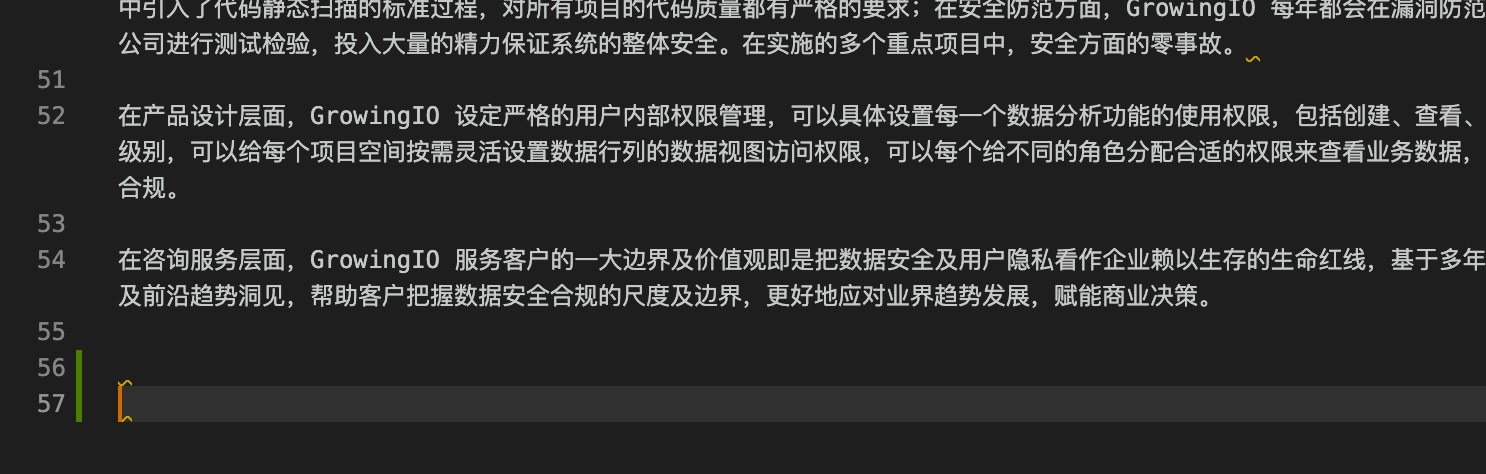 中引入了代码静态扫描的标准过程，对所有项目的代码质量都有严格的要求；在安全防范方面，GrowingIO 每年都会在漏洞防范
公司进行测试检验，投入大量的精力保证系统的整体安全。在实施的多个重点项目中，安全方面的零事故。
51
52 在产品设计层面，GrowingIO 设定严格的用户内部权限管理，可以具体设置每一个数据分析功能的使用权限，包括创建、查看、
级别，可以给每个项目空间按需灵活设置数据行列的数据视图访问权限，可以每个给不同的角色分配合适的权限来查看业务数据，
合规。
53
54 在咨询服务层面，GrowingIO 服务客户的一大边界及价值观即是把数据安全及用户隐私看作企业赖以生存的生命红线，基于多年
及前沿趋势洞见，帮助客户把握数据安全合规的尺度及边界，更好地应对业界趋势发展，赋能商业决策。
55
56
57